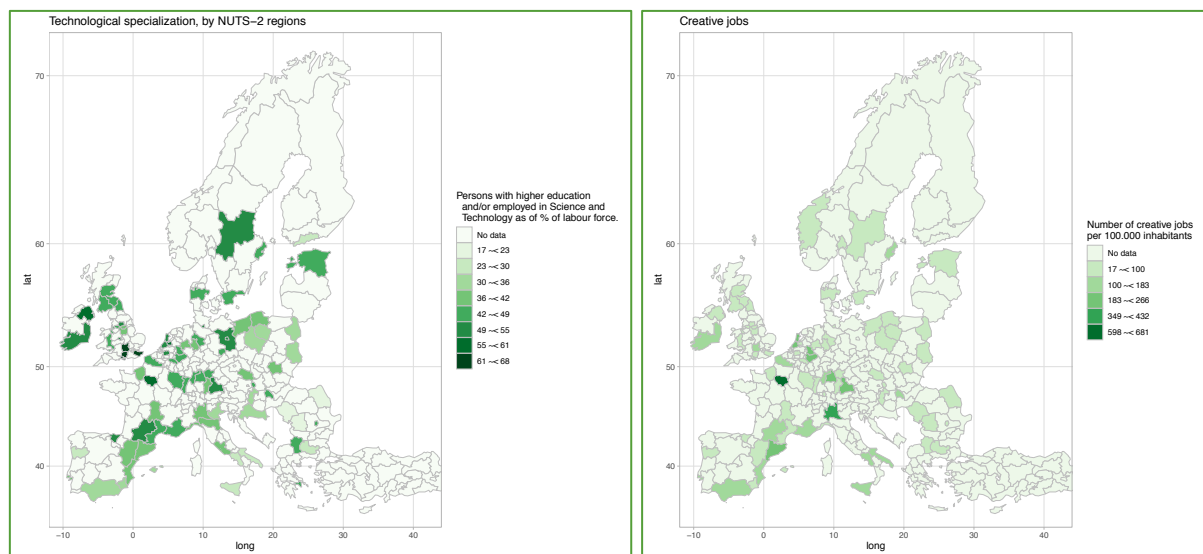 Technological specialization, by NUTS−2 regions
70
60
50
40
lat
−10
0
10
20
30
40
long
Persons with higher education
and/or employed in Science and
Technology as of % of labour force.
No data
17 ~< 23
23 ~< 30
30 ~< 36
36 ~< 42
42 ~< 49
49 ~< 55
55 ~< 61
61 ~< 68
Creative jobs
70
60
50
40
lat
−10
0
10
20
30
40
long
Number of creative jobs
per 100.000 inhabitants
No data
17 ~< 100
100 ~< 183
183 ~< 266
349 ~< 432
598 ~< 681